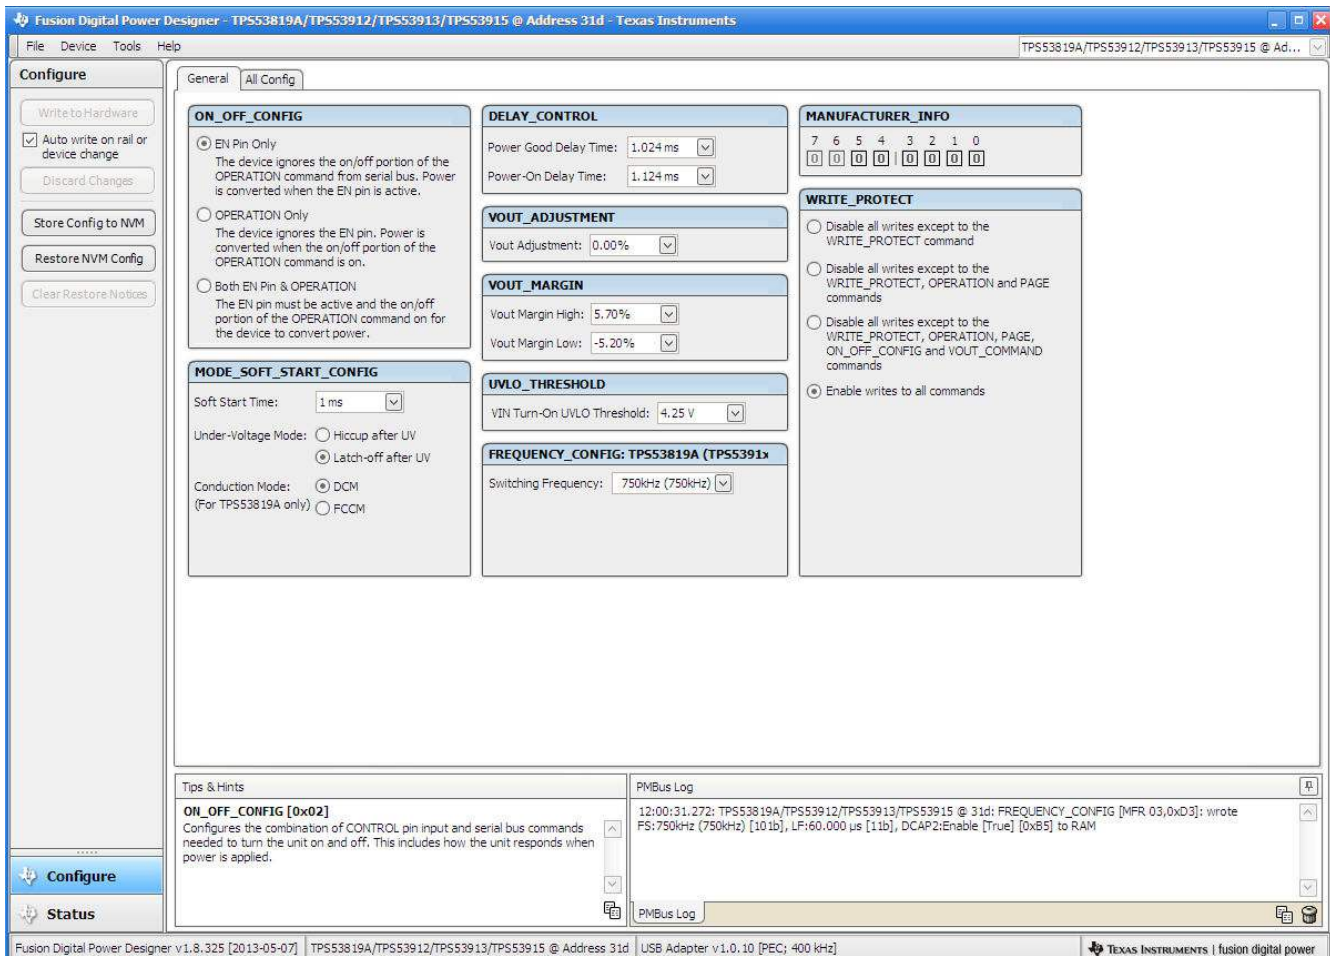 Fusion Digital Power Designer - TPS53819A/TPS53912/TPS53913/TPS53915 @ Address 31d - Texas Instruments
File Device Tools Help
TPS53819A/TPS53912/TPS53913/TPS53915 @ Ad...
Configure
Write to Hardware
Auto write on rail or
device change
Discard Changes
Store Config to NVM
Restore NVM Config
Clear Restore Notices
General
All Config
ON_OFF_CONFIG
EN Pin Only
The device ignores the on/off portion of the
OPERATION command from serial bus. Power
is converted when the EN pin is active.
OPERATION Only
The device ignores the EN pin. Power is
converted when the on/off portion of the
OPERATION command is on.
Both EN Pin & OPERATION
The EN pin must be active and the on/off
portion of the OPERATION command on for
the device to convert power.
MODE_SOFT_START_CONFIG
Soft Start Time: 1 ms
Under-Voltage Mode: Hiccup after UV
Latch-off after UV
Conduction Mode: DCM
(For TPS53819A only) FCCM
DELAY_CONTROL
Power Good Delay Time: 1.024 ms
Power-On Delay Time: 1.124 ms
VOUT_ADJUSTMENT
Vout Adjustment: 0.00%
VOUT_MARGIN
Vout Margin High: 5.70%
Vout Margin Low: -5.20%
UVLO_THRESHOLD
VIN Turn-On UVLO Threshold: 4.25 V
FREQUENCY_CONFIG: TPS53819A (TPS5391x
Switching Frequency: 750kHz (750kHz)
MANUFACTURER_INFO
7 6 5 4 3 2 1 0
0 0 0 0 | 0 0 0 0
WRITE_PROTECT
Disable all writes except to the
WRITE_PROTECT command
Disable all writes except to the
WRITE_PROTECT, OPERATION and PAGE
commands
Disable all writes except to the
WRITE_PROTECT, OPERATION, PAGE,
ON_OFF_CONFIG and VOUT_COMMAND
commands
Enable writes to all commands
Tips & Hints
ON_OFF_CONFIG [0x02]
Configures the combination of CONTROL pin input and serial bus commands
needed to turn the unit on and off. This includes how the unit responds when
power is applied.
PMBus Log
12:00:31.272: TPS53819A/TPS53912/TPS53913/TPS53915 @ 31d: FREQUENCY_CONFIG [MFR 03,0xD3]: wrote
FS:750kHz (750kHz) [101b], LF:60.000 µs [11b], DCAP2:Enable [True] [0xB5] to RAM
PMBus Log
Configure
Status
Fusion Digital Power Designer v1.8.325 [2013-05-07] TPS53819A/TPS53912/TPS53913/TPS53915 @ Address 31d USB Adapter v1.0.10 [PEC; 400 kHz]
TEXAS INSTRUMENTS | fusion digital power